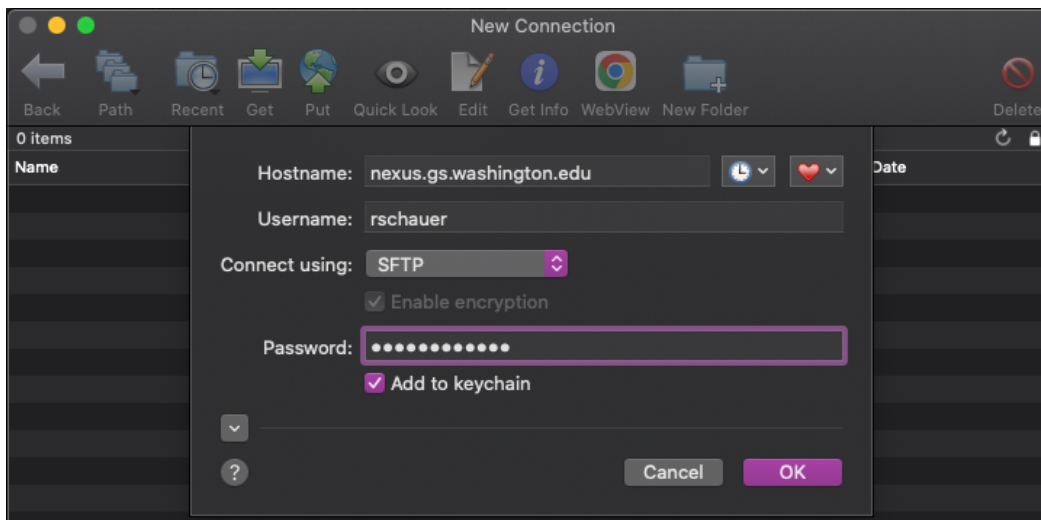 New Connection
Back Path Recent Get Put Quick Look Edit Get Info WebView New Folder Delete
0 items
Name Date
Hostname: nexus.gs.washington.edu
Username: rschauer
Connect using: SFTP
Enable encryption
Password: ••••••••••••
Add to keychain
?
Cancel OK